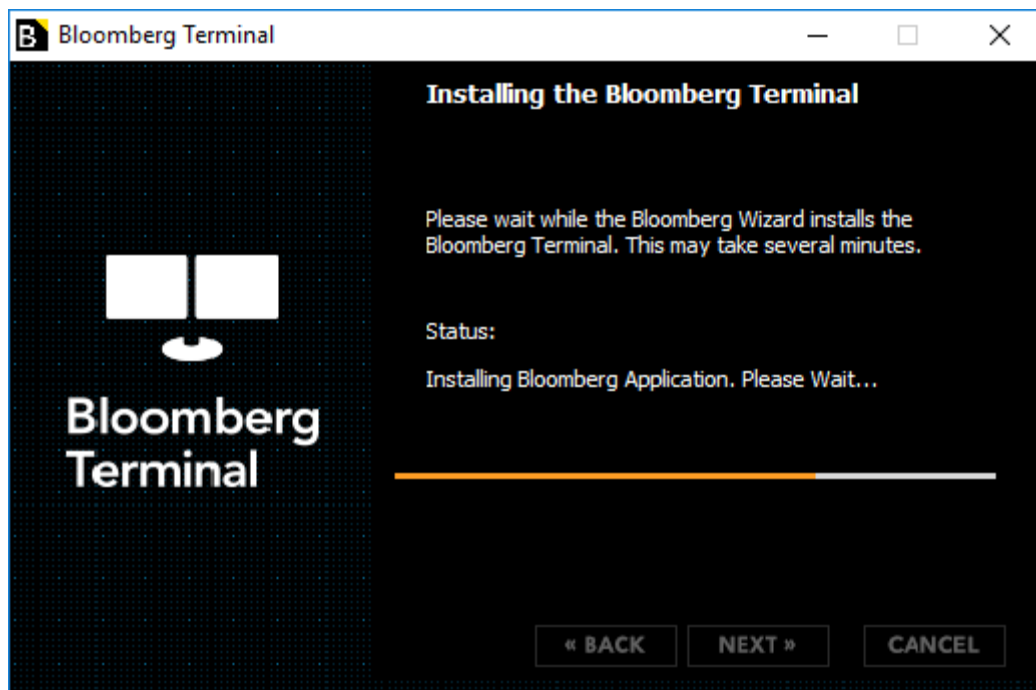 Bloomberg Terminal
Installing the Bloomberg Terminal
Please wait while the Bloomberg Wizard installs the
Bloomberg Terminal. This may take several minutes.
Status:
Installing Bloomberg Application. Please Wait...
Bloomberg
Terminal
« BACK
NEXT »
CANCEL